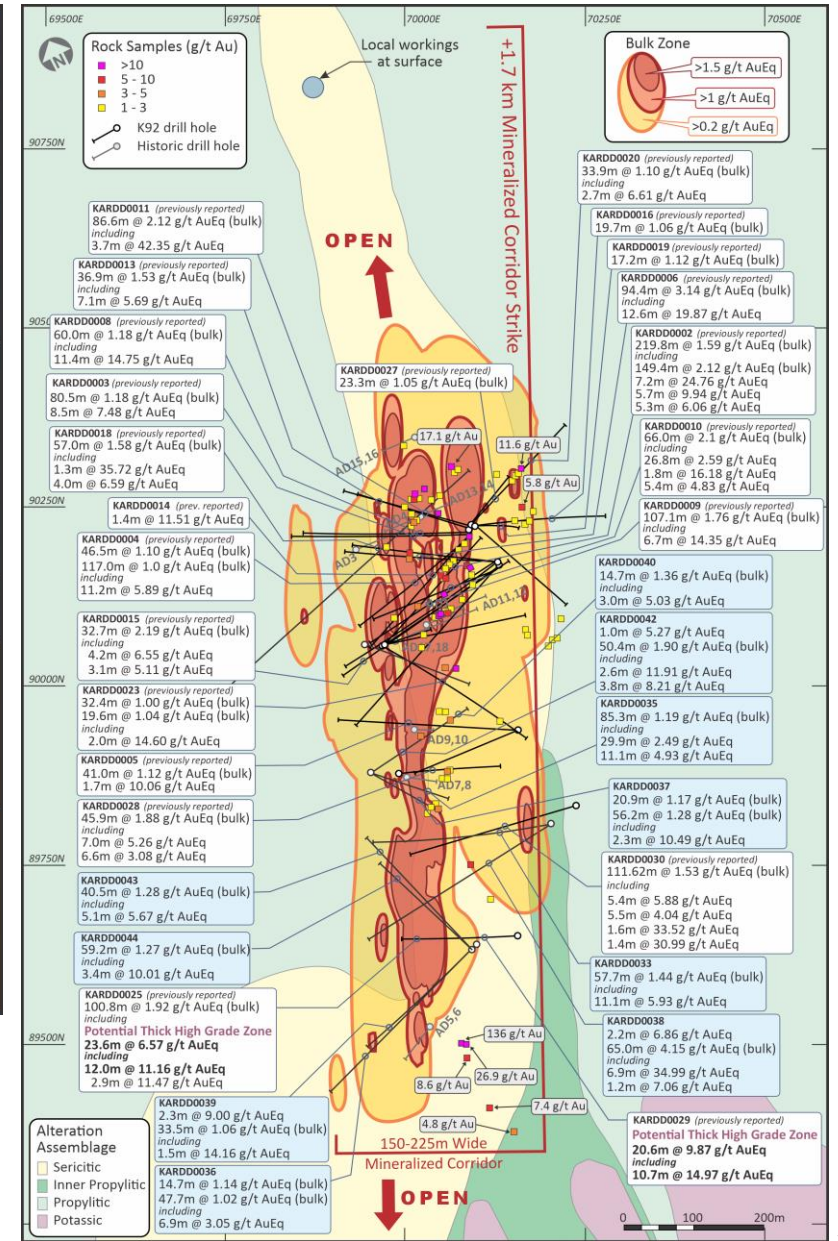 69500E
69750E
70000E
70250E
70500E
90750N
90500N
90250N
90000N
89750N
89500N
N
Rock Samples (g/t Au)
>10
5 - 10
3 - 5
1 - 3
K92 drill hole
Historic drill hole
Local workings
at surface
+1.7 km Mineralized Corridor Strike
Bulk Zone
>1.5 g/t AuEq
>1 g/t AuEq
>0.2 g/t AuEq
OPEN
KARDD0011 (previously reported)
86.6m @ 2.12 g/t AuEq (bulk)
including
3.7m @ 42.35 g/t AuEq
KARDD0013 (previously reported)
36.9m @ 1.53 g/t AuEq (bulk)
including
7.1m @ 5.69 g/t AuEq
KARDD0008 (previously reported)
60.0m @ 1.18 g/t AuEq (bulk)
including
11.4m @ 14.75 g/t AuEq
KARDD0003 (previously reported)
80.5m @ 1.18 g/t AuEq (bulk)
8.5m @ 7.48 g/t AuEq
KARDD0018 (previously reported)
57.0m @ 1.58 g/t AuEq (bulk)
including
1.3m @ 35.72 g/t AuEq
4.0m @ 6.59 g/t AuEq
KARDD0014 (prev. reported)
1.4m @ 11.51 g/t AuEq
KARDD0004 (previously reported)
46.5m @ 1.10 g/t AuEq (bulk)
117.0m @ 1.0 g/t AuEq (bulk)
including
11.2m @ 5.89 g/t AuEq
KARDD0015 (previously reported)
32.7m @ 2.19 g/t AuEq (bulk)
including
4.2m @ 6.55 g/t AuEq
3.1m @ 5.11 g/t AuEq
KARDD0023 (previously reported)
32.4m @ 1.00 g/t AuEq (bulk)
19.6m @ 1.04 g/t AuEq (bulk)
including
2.0m @ 14.60 g/t AuEq
KARDD0005 (previously reported)
41.0m @ 1.12 g/t AuEq (bulk)
1.7m @ 10.06 g/t AuEq
KARDD0028 (previously reported)
45.9m @ 1.88 g/t AuEq (bulk)
including
7.0m @ 5.26 g/t AuEq
6.6m @ 3.08 g/t AuEq
KARDD0043
40.5m @ 1.28 g/t AuEq (bulk)
including
5.1m @ 5.67 g/t AuEq
KARDD0044
59.2m @ 1.27 g/t AuEq (bulk)
including
3.4m @ 10.01 g/t AuEq
KARDD0025 (previously reported)
100.8m @ 1.92 g/t AuEq (bulk)
including
Potential Thick High Grade Zone
23.6m @ 6.57 g/t AuEq
including
12.0m @ 11.16 g/t AuEq
2.9m @ 11.47 g/t AuEq
KARDD0039
2.3m @ 9.00 g/t AuEq
33.5m @ 1.06 g/t AuEq (bulk)
including
1.5m @ 14.16 g/t AuEq
KARDD0036
14.7m @ 1.14 g/t AuEq (bulk)
47.7m @ 1.02 g/t AuEq (bulk)
including
6.9m @ 3.05 g/t AuEq
KARDD0027 (previously reported)
23.3m @ 1.05 g/t AuEq (bulk)
KARDD0020 (previously reported)
33.9m @ 1.10 g/t AuEq (bulk)
including
2.7m @ 6.61 g/t AuEq
KARDD0016 (previously reported)
19.7m @ 1.06 g/t AuEq (bulk)
KARDD0019 (previously reported)
17.2m @ 1.12 g/t AuEq (bulk)
KARDD0006 (previously reported)
94.4m @ 3.14 g/t AuEq (bulk)
including
12.6m @ 19.87 g/t AuEq
KARDD0002 (previously reported)
219.8m @ 1.59 g/t AuEq (bulk)
including
149.4m @ 2.12 g/t AuEq (bulk)
7.2m @ 24.76 g/t AuEq
5.7m @ 9.94 g/t AuEq
5.3m @ 6.06 g/t AuEq
KARDD0010 (previously reported)
66.0m @ 2.1 g/t AuEq (bulk)
including
26.8m @ 2.59 g/t AuEq
1.8m @ 16.18 g/t AuEq
5.4m @ 4.83 g/t AuEq
KARDD0009 (previously reported)
107.1m @ 1.76 g/t AuEq (bulk)
including
6.7m @ 14.35 g/t AuEq
KARDD0040
14.7m @ 1.36 g/t AuEq (bulk)
including
3.0m @ 5.03 g/t AuEq
KARDD0042
1.0m @ 5.27 g/t AuEq
50.4m @ 1.90 g/t AuEq (bulk)
including
2.6m @ 11.91 g/t AuEq
3.8m @ 8.21 g/t AuEq
KARDD0035
85.3m @ 1.19 g/t AuEq (bulk)
including
29.9m @ 2.49 g/t AuEq
11.1m @ 4.93 g/t AuEq
KARDD0037
20.9m @ 1.17 g/t AuEq (bulk)
56.2m @ 1.28 g/t AuEq (bulk)
including
2.3m @ 10.49 g/t AuEq
KARDD0030 (previously reported)
111.62m @ 1.53 g/t AuEq (bulk)
including
5.4m @ 5.88 g/t AuEq
5.5m @ 4.04 g/t AuEq
1.6m @ 33.52 g/t AuEq
1.4m @ 30.99 g/t AuEq
KARDD0033
57.7m @ 1.44 g/t AuEq (bulk)
including
11.1m @ 5.93 g/t AuEq
KARDD0038
2.2m @ 6.86 g/t AuEq
65.0m @ 4.15 g/t AuEq (bulk)
including
6.9m @ 34.99 g/t AuEq
1.2m @ 7.06 g/t AuEq
KARDD0029 (previously reported)
Potential Thick High Grade Zone
20.6m @ 9.87 g/t AuEq
including
10.7m @ 14.97 g/t AuEq
17.1 g/t Au
11.6 g/t Au
5.8 g/t Au
AD15,16
AD13,14
AD3
AD9,10
AD7,8
AD5,6
136 g/t Au
26.9 g/t Au
8.6 g/t Au
7.4 g/t Au
4.8 g/t Au
150-225m Wide
Mineralized Corridor
OPEN
Alteration
Assemblage
Sericitic
Inner Propylitic
Propylitic
Potassic
0
100
200m